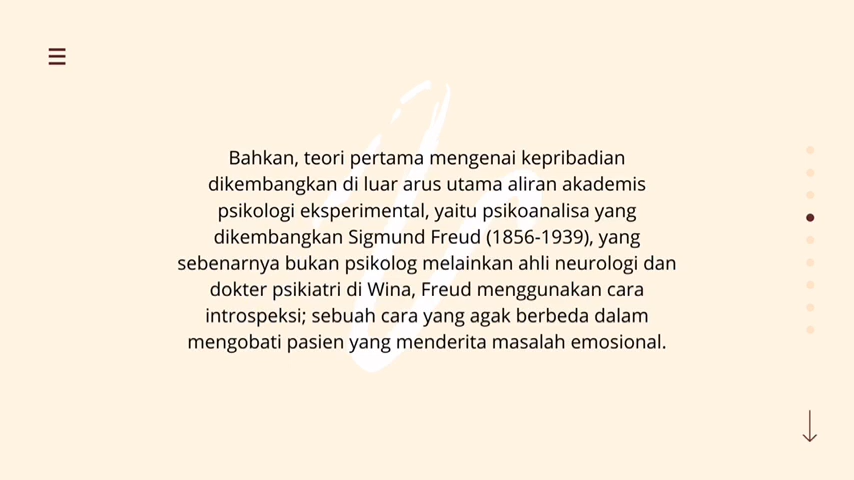 Bahkan, teori pertama mengenai kepribadian
dikembangkan di luar arus utama aliran akademis
psikologi eksperimental, yaitu psikoanalisa yang
dikembangkan Sigmund Freud (1856-1939), yang
sebenarnya bukan psikolog melainkan ahli neurologi dan
dokter psikiatri di Wina, Freud menggunakan cara
introspeksi; sebuah cara yang agak berbeda dalam
mengobati pasien yang menderita masalah emosional.